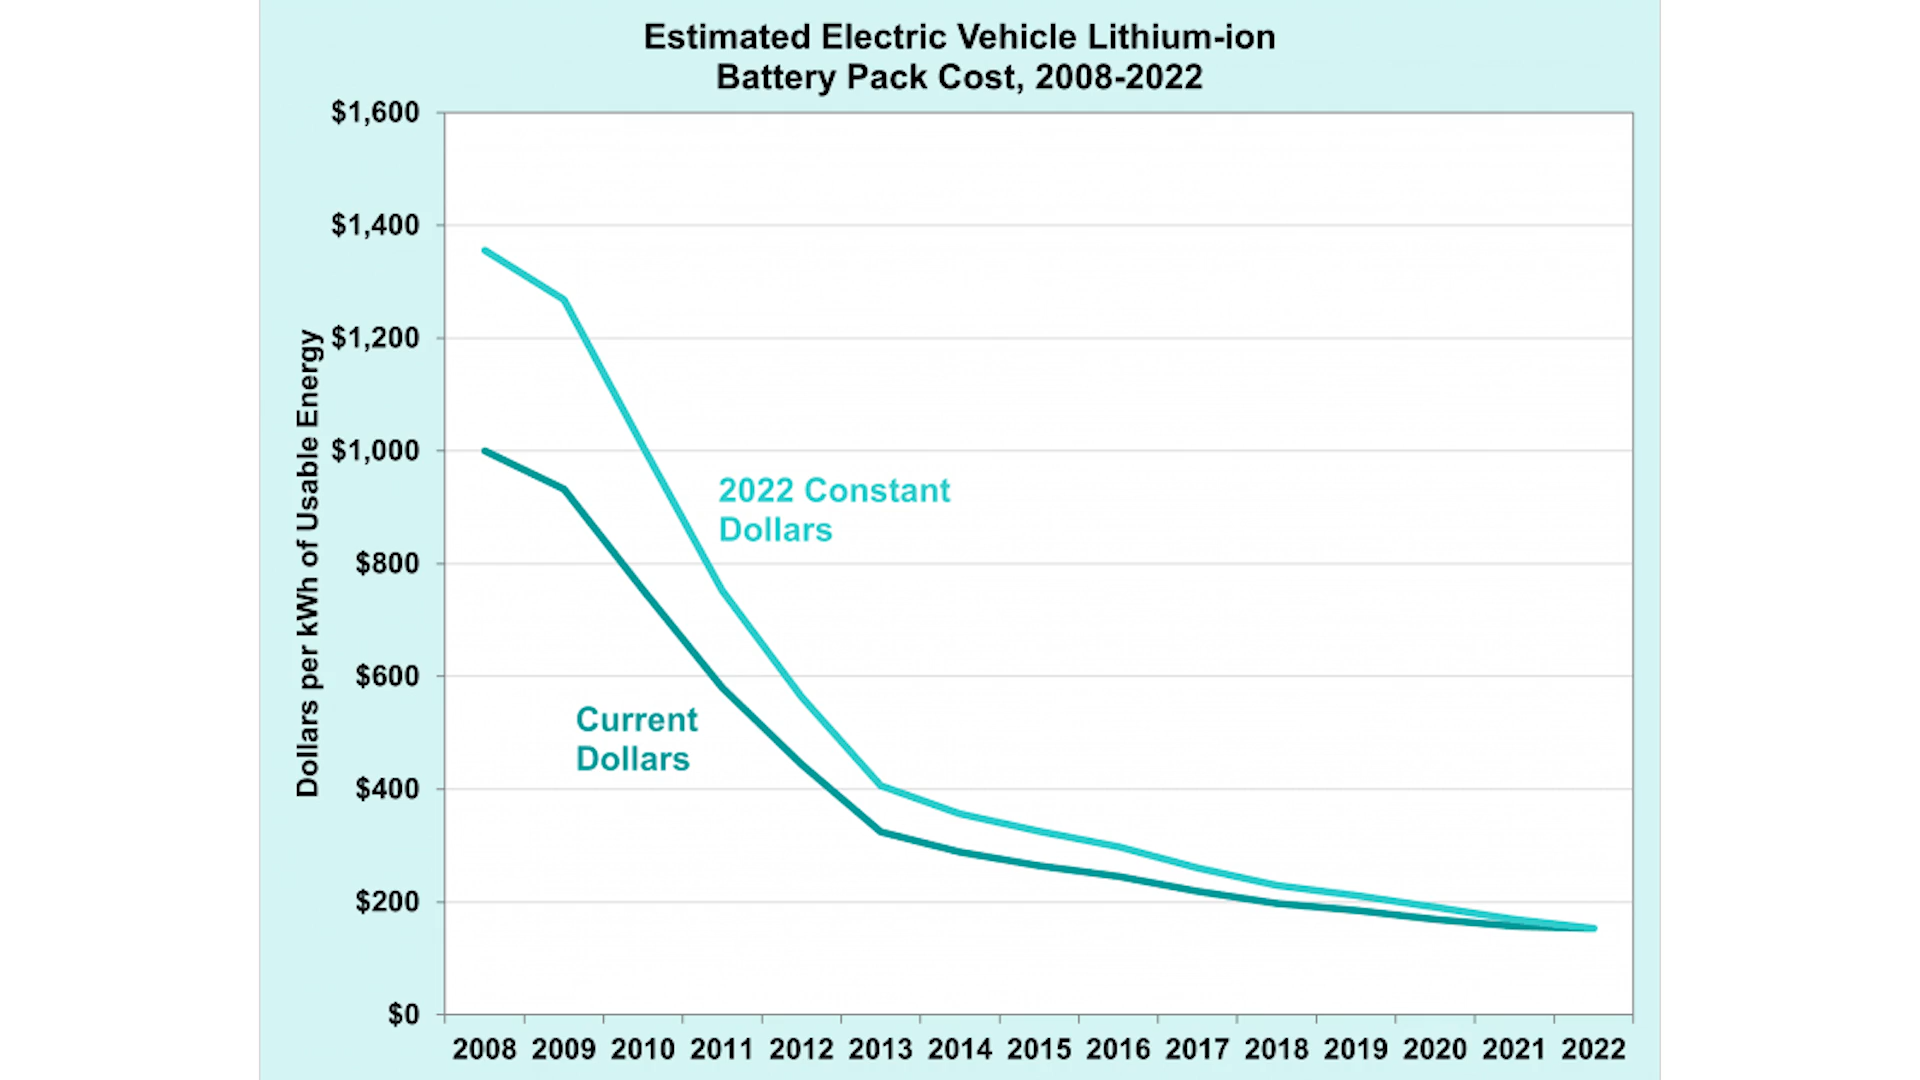 Estimated Electric Vehicle Lithium-ion
Battery Pack Cost, 2008-2022
Dollars per kWh of Usable Energy
$1,600
$1,400
$1,200
$1,000
$800
$600
$400
$200
$0
2022 Constant
Dollars
Current
Dollars
2008 2009 2010 2011 2012 2013 2014 2015 2016 2017 2018 2019 2020 2021 2022